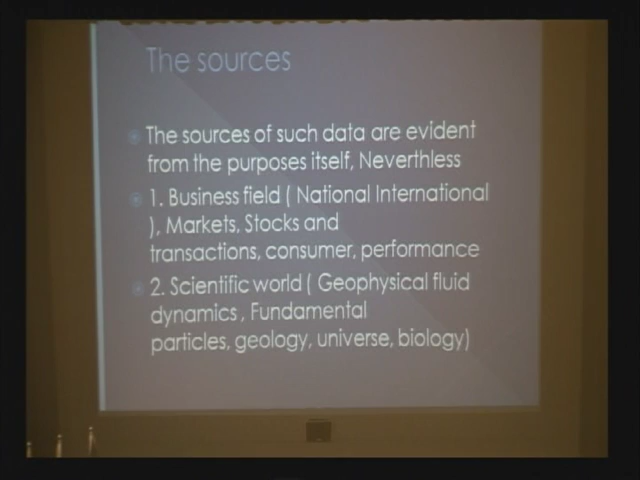 The sources
The sources of such data are evident
from the purposes itself, Neverthless
1. Business field ( National International
), Markets, Stocks and
transactions, consumer, performance
2. Scientific world ( Geophysical fluid
dynamics , Fundamental
particles, geology, universe, biology)